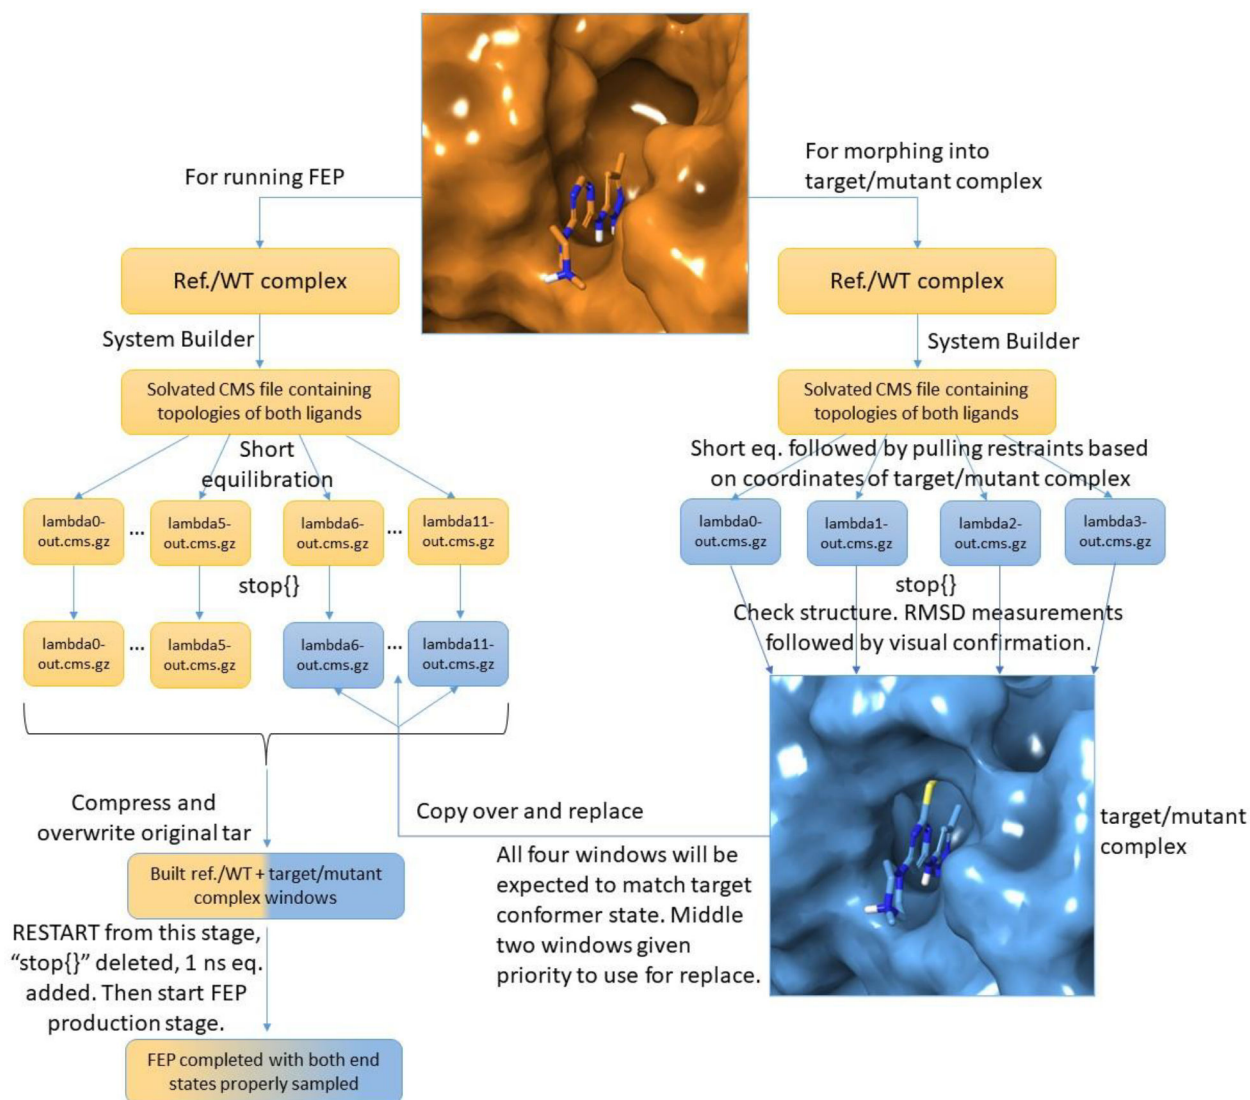 For running FEP
For morphing into
target/mutant complex
Ref./WT complex
Ref./WT complex
System Builder
System Builder
Solvated CMS file containing
topologies of both ligands
Solvated CMS file containing
topologies of both ligands
Short
equilibration
Short eq. followed by pulling restraints based
on coordinates of target/mutant complex
lambda0-
out.cms.gz
...
lambda5-
out.cms.gz
lambda6-
out.cms.gz
...
lambda11-
out.cms.gz
lambda0-
out.cms.gz
lambda1-
out.cms.gz
lambda2-
out.cms.gz
lambda3-
out.cms.gz
stop{}
stop{}
Check structure. RMSD measurements
followed by visual confirmation.
lambda0-
out.cms.gz
...
lambda5-
out.cms.gz
lambda6-
out.cms.gz
...
lambda11-
out.cms.gz
Compress and
overwrite original tar
Copy over and replace
target/mutant
complex
All four windows will be
expected to match target
conformer state. Middle
two windows given
priority to use for replace.
Built ref./WT + target/mutant
complex windows
RESTART from this stage,
“stop{}” deleted, 1 ns eq.
added. Then start FEP
production stage.
FEP completed with both end
states properly sampled